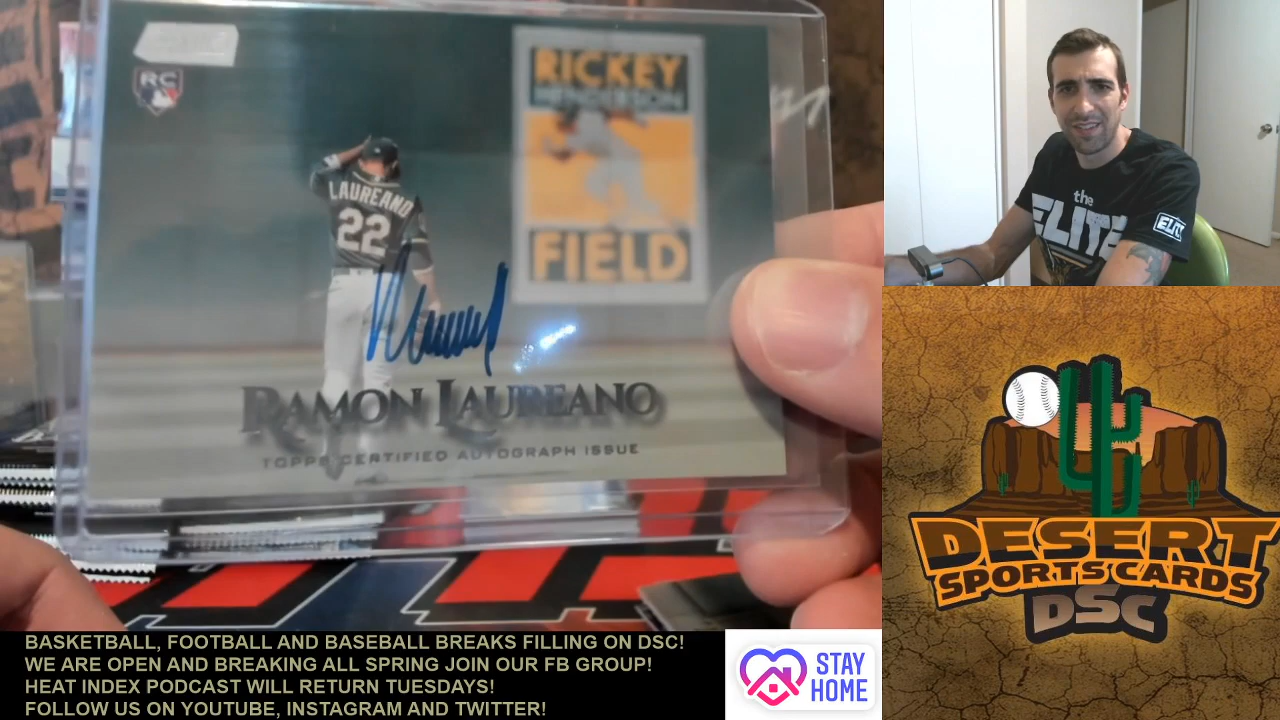 RC
RICKEY
HENDERSON
FIELD
LAUREANO
22
RAMON LAUREANO
TOPPS CERTIFIED AUTOGRAPH ISSUE
the
ELITE
DESERT
SPORTS CARDS
DSC
BASKETBALL, FOOTBALL AND BASEBALL BREAKS FILLING ON DSC!
WE ARE OPEN AND BREAKING ALL SPRING JOIN OUR FB GROUP!
HEAT INDEX PODCAST WILL RETURN TUESDAYS!
FOLLOW US ON YOUTUBE, INSTAGRAM AND TWITTER!
STAY
HOME